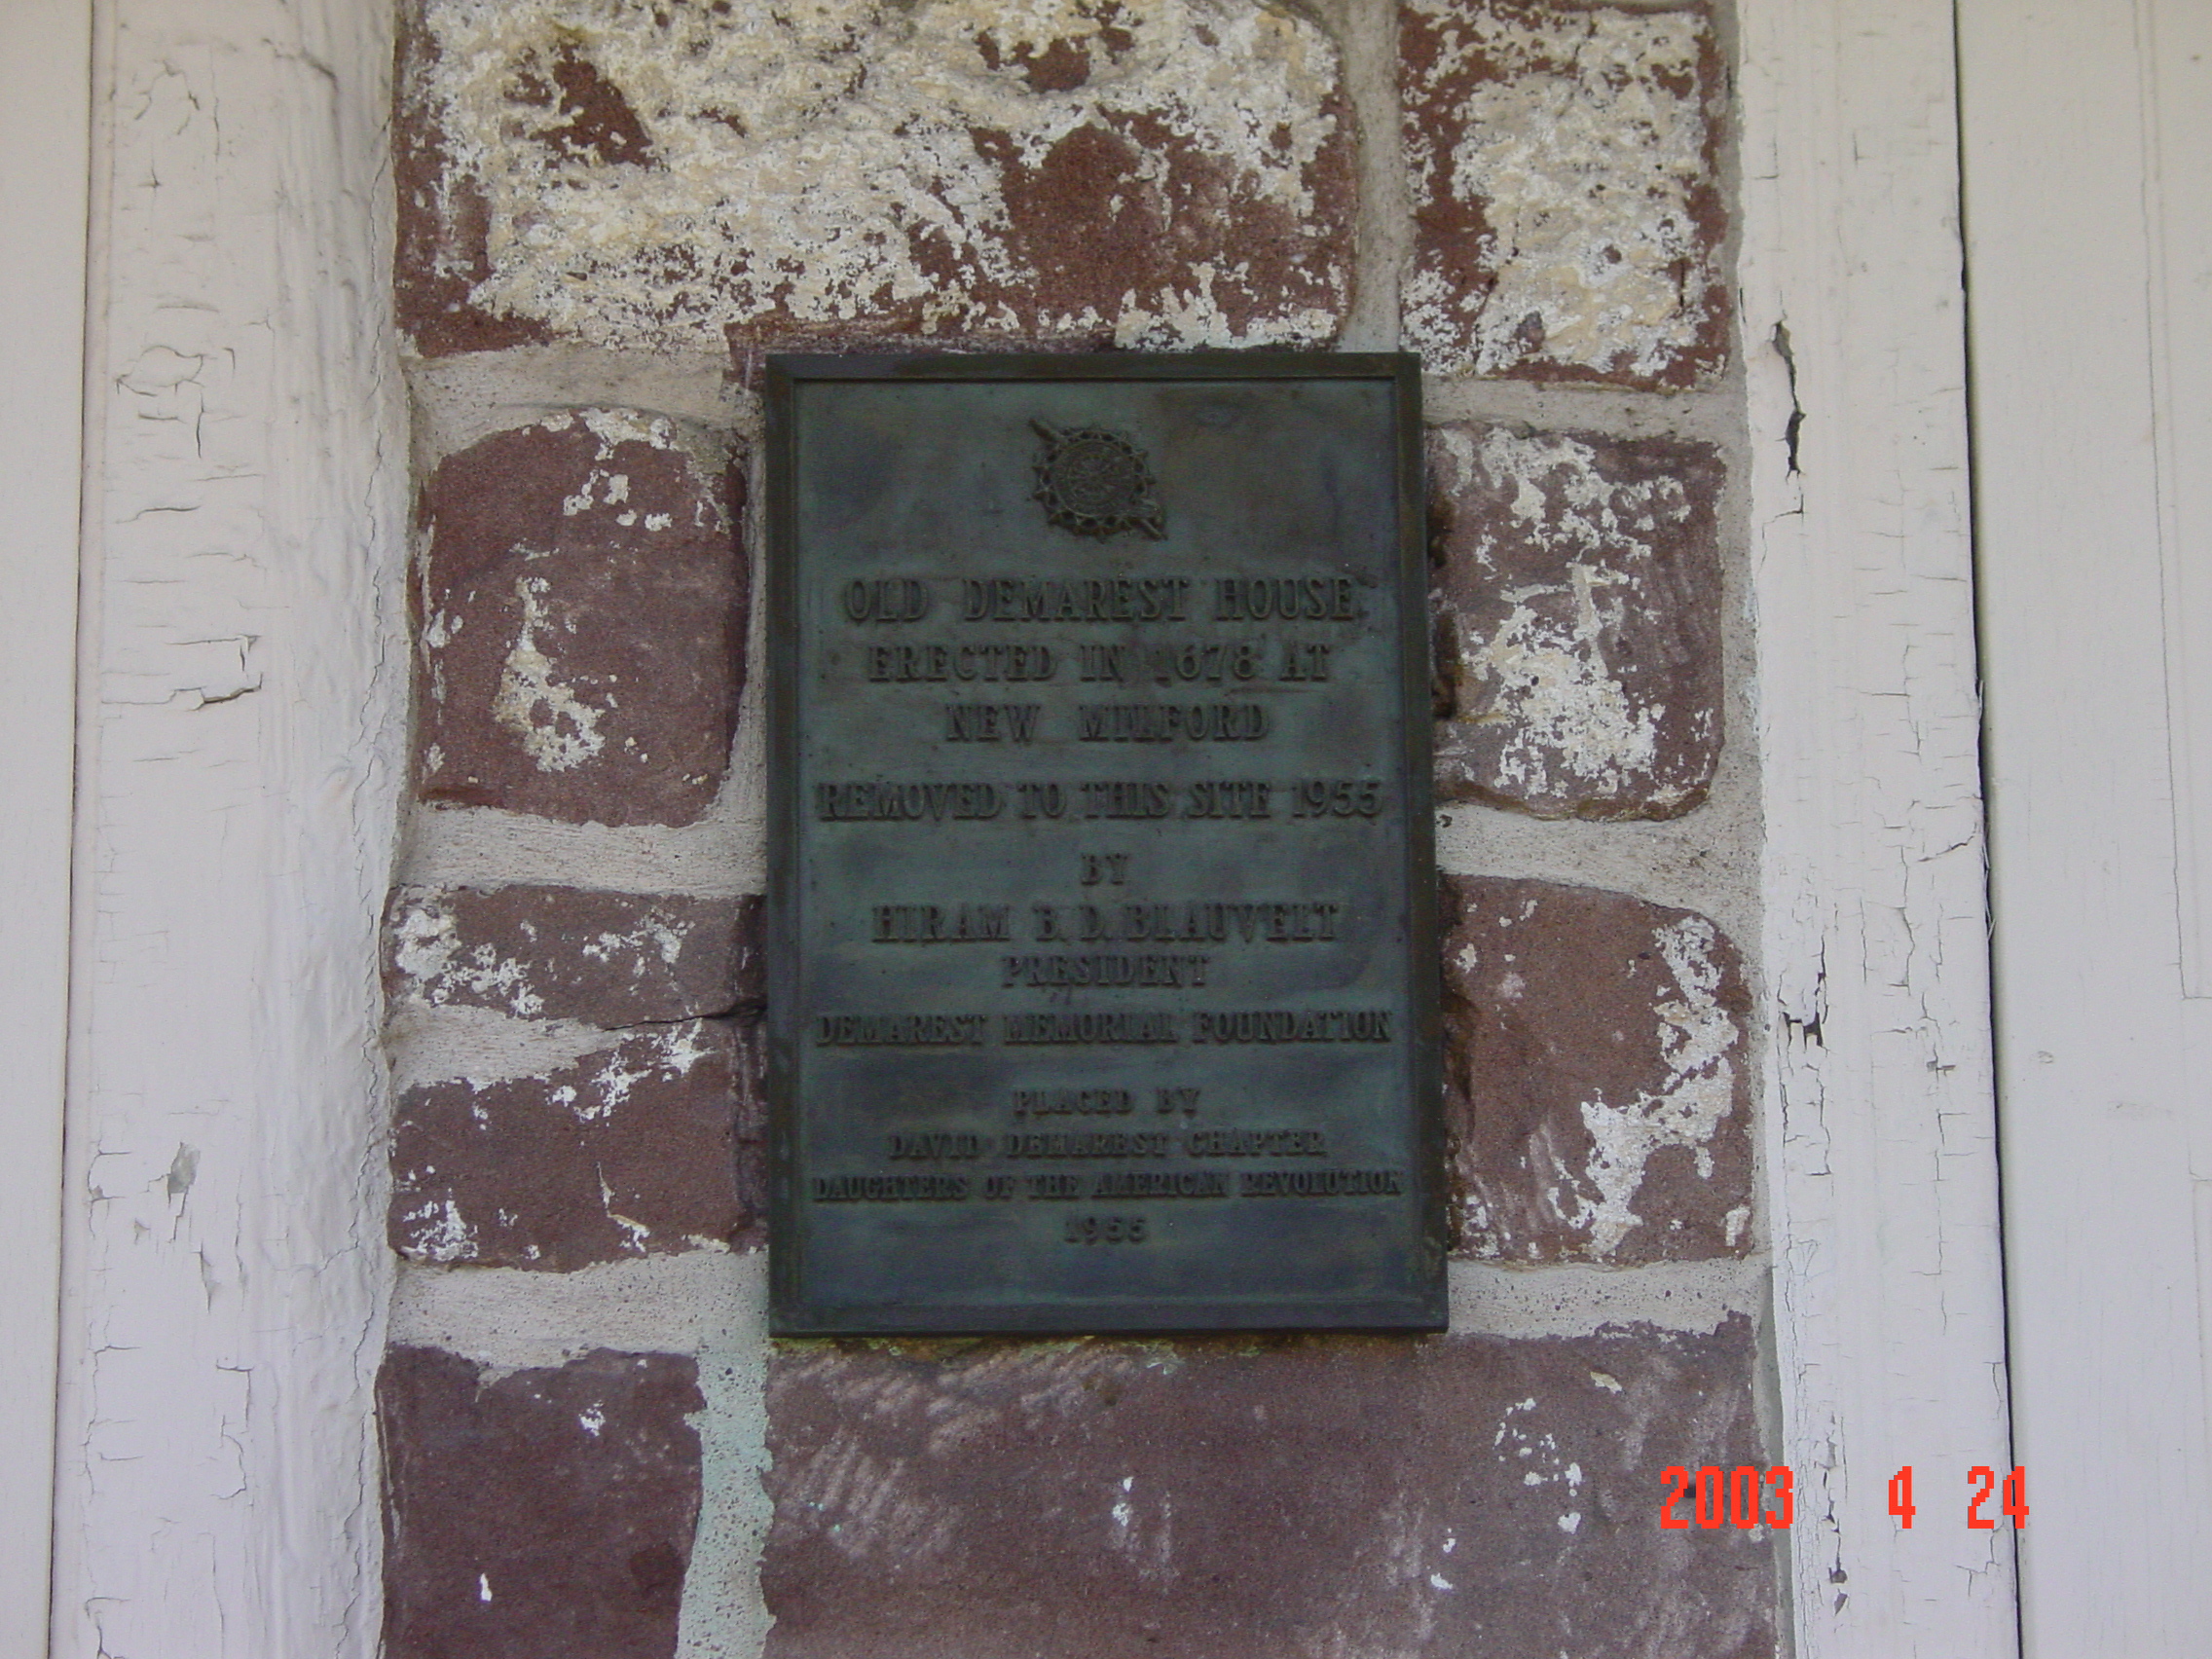 OLD DEMAREST HOUSE
ERECTED IN 1678 AT
NEW MILFORD
REMOVED TO THIS SITE 1955
BY
HIRAM B. D. BLAUVELT
PRESIDENT
DEMAREST MEMORIAL FOUNDATION
PLACED BY
DAVID DEMAREST CHAPTER
DAUGHTERS OF THE AMERICAN REVOLUTION
1955
2003 4 24